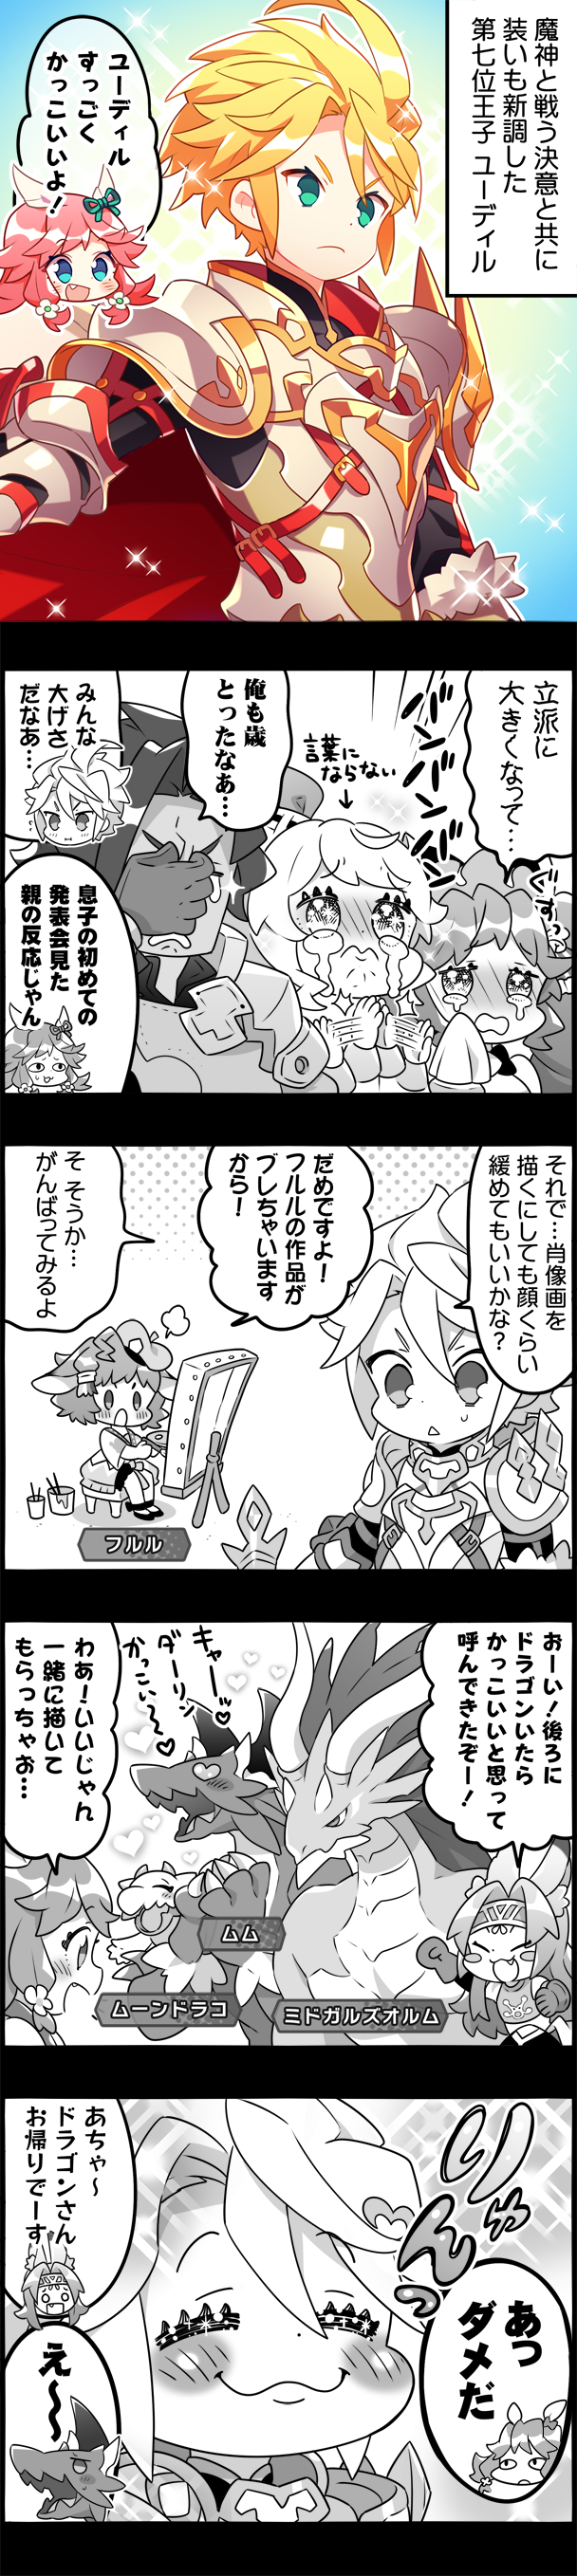 魔神と戦う決意と共に
装いも新調した
第七位王子 ユーディル
ユーディル
すっごく
かっこいいよ!
立派に
大きくなって…
ぐすっ
バンバンバンバン
言葉に
ならない
俺も歳
とったなあ…
みんな
大げさ
だなあ…
息子の初めての
発表会見た
親の反応じゃん
それで…肖像画を
描くにしても顔くらい
緩めてもいいかな?
だめですよ!
フルルの作品が
ブレちゃいます
から!
そ そうか…
がんばってみるよ
フルル
おーい!後ろに
ドラゴンいたら
かっこいいと思って
呼んできたぞー!
キャーッ♥
ダーリン
かっこいい〜♥
わあ!いいじゃん
一緒に描いて
もらっちゃお…
ムム
ムーンドラコ
ミドガルズオルム
りゅんっ
あっ
ダメだ
あちゃ〜
ドラゴンさん
お帰りでーす
え〜